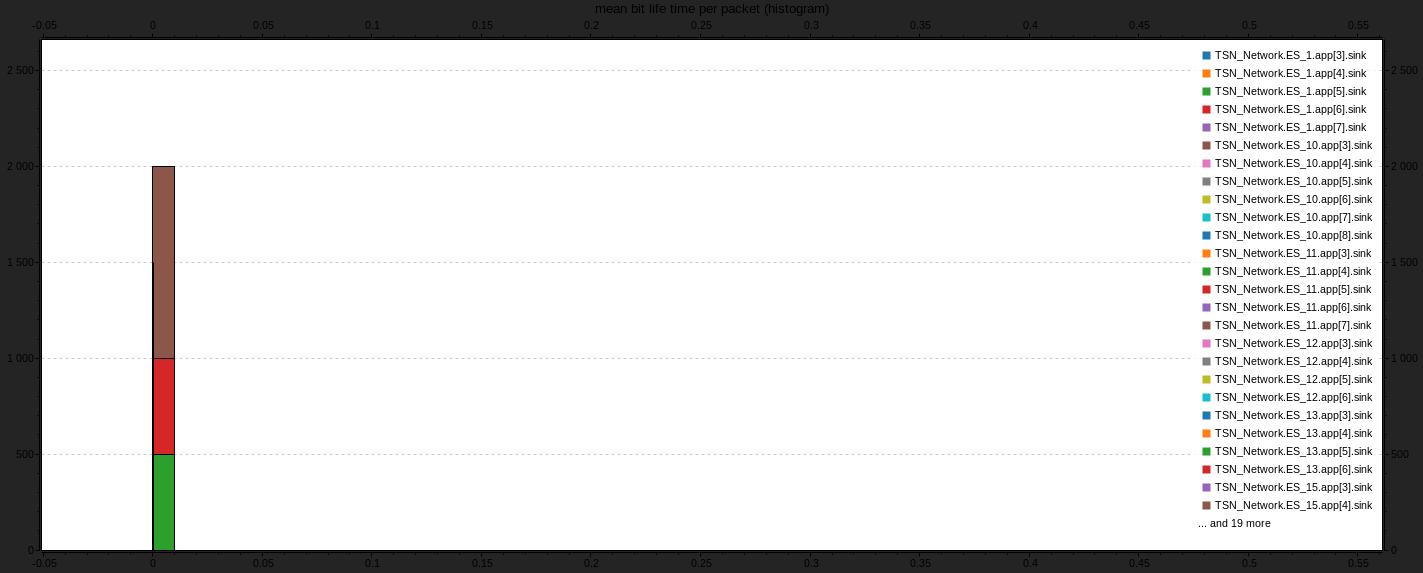 mean bit life time per packet (histogram)
-0.05 0 0.05 0.1 0.15 0.2 0.25 0.3 0.35 0.4 0.45 0.5 0.55
2 500 2 500
2 000 2 000
1 500 1 500
1 000 1 000
500 500
0 0
TSN_Network.ES_1.app[3].sink
TSN_Network.ES_1.app[4].sink
TSN_Network.ES_1.app[5].sink
TSN_Network.ES_1.app[6].sink
TSN_Network.ES_1.app[7].sink
TSN_Network.ES_10.app[3].sink
TSN_Network.ES_10.app[4].sink
TSN_Network.ES_10.app[5].sink
TSN_Network.ES_10.app[6].sink
TSN_Network.ES_10.app[7].sink
TSN_Network.ES_10.app[8].sink
TSN_Network.ES_11.app[3].sink
TSN_Network.ES_11.app[4].sink
TSN_Network.ES_11.app[5].sink
TSN_Network.ES_11.app[6].sink
TSN_Network.ES_11.app[7].sink
TSN_Network.ES_12.app[3].sink
TSN_Network.ES_12.app[4].sink
TSN_Network.ES_12.app[5].sink
TSN_Network.ES_12.app[6].sink
TSN_Network.ES_13.app[3].sink
TSN_Network.ES_13.app[4].sink
TSN_Network.ES_13.app[5].sink
TSN_Network.ES_13.app[6].sink
TSN_Network.ES_15.app[3].sink
TSN_Network.ES_15.app[4].sink
... and 19 more
-0.05 0 0.05 0.1 0.15 0.2 0.25 0.3 0.35 0.4 0.45 0.5 0.55